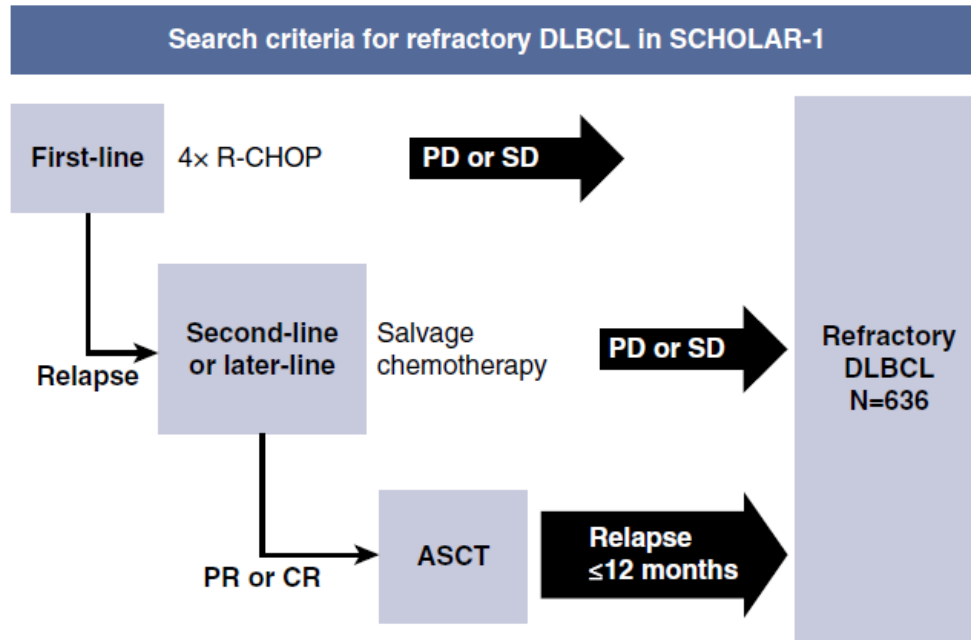 Search criteria for refractory DLBCL in SCHOLAR-1
First-line
4× R-CHOP
PD or SD
Relapse
Second-line
or later-line
Salvage
chemotherapy
PD or SD
PR or CR
ASCT
Relapse
≤12 months
Refractory
DLBCL
N=636